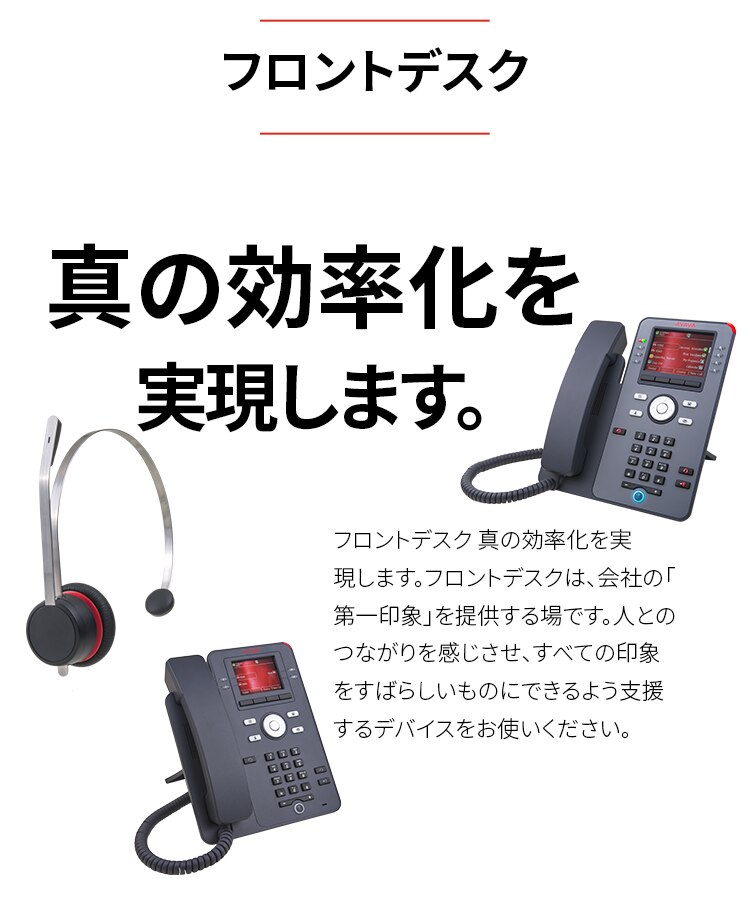 フロントデスク
真の効率化を
実現します。
AVAYA
フロントデスク 真の効率化を実
現します。フロントデスクは、会社の「
第一印象」を提供する場です。人との
つながりを感じさせ、すべての印象
をすばらしいものにできるよう支援
するデバイスをお使いください。